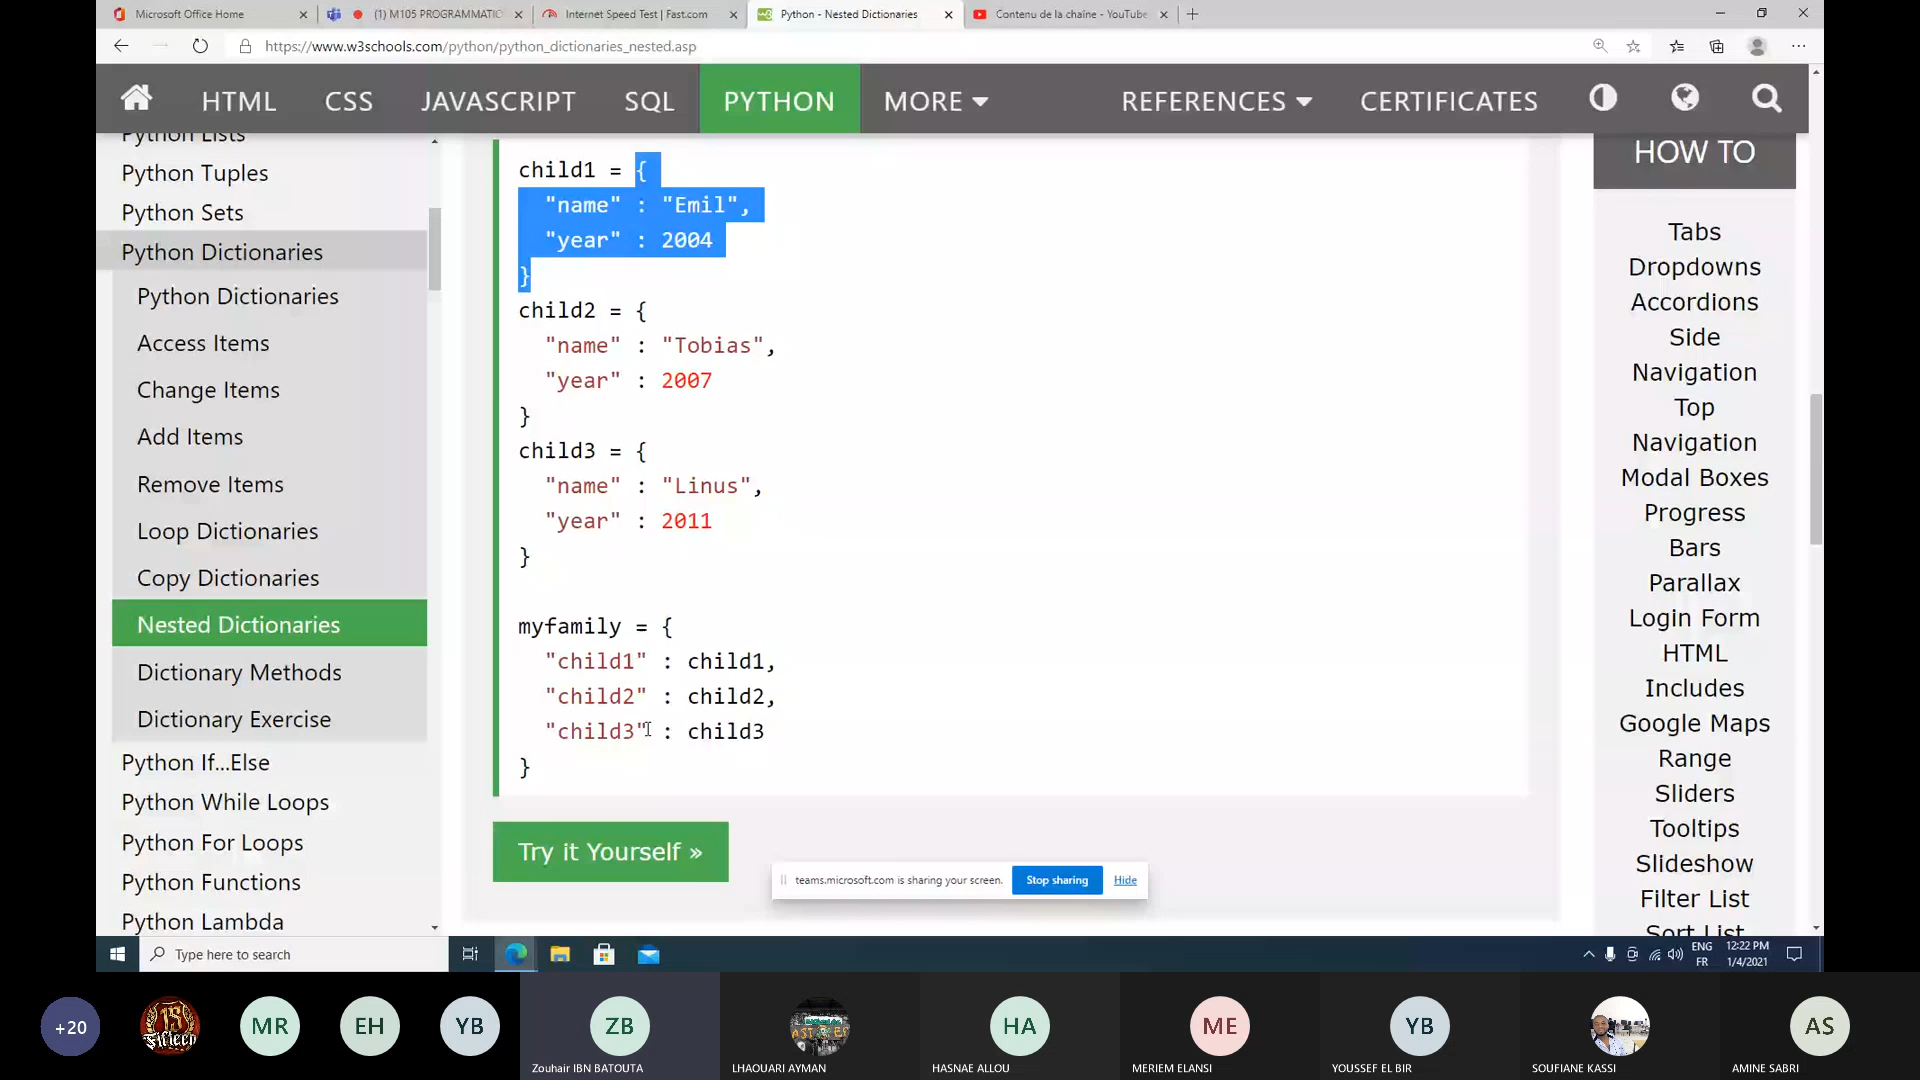 Microsoft Office Home
(1) M105 PROGRAMMATIC
Internet Speed Test | Fast.com
Python - Nested Dictionaries
Contenu de la chaîne - YouTube
https://www.w3schools.com/python/python_dictionaries_nested.asp
HTML
CSS
JAVASCRIPT
SQL
PYTHON
MORE
REFERENCES
CERTIFICATES
Python Lists
Python Tuples
Python Sets
Python Dictionaries
Python Dictionaries
Access Items
Change Items
Add Items
Remove Items
Loop Dictionaries
Copy Dictionaries
Nested Dictionaries
Dictionary Methods
Dictionary Exercise
Python If...Else
Python While Loops
Python For Loops
Python Functions
Python Lambda
child1 = {
"name" : "Emil",
"year" : 2004
}
child2 = {
"name" : "Tobias",
"year" : 2007
}
child3 = {
"name" : "Linus",
"year" : 2011
}
myfamily = {
"child1" : child1,
"child2" : child2,
"child3" : child3
}
Try it Yourself »
teams.microsoft.com is sharing your screen.
Stop sharing
Hide
HOW TO
Tabs
Dropdowns
Accordions
Side
Navigation
Top
Navigation
Modal Boxes
Progress
Bars
Parallax
Login Form
HTML
Includes
Google Maps
Range
Sliders
Tooltips
Slideshow
Filter List
Sort List
Type here to search
ENG
FR
12:22 PM
1/4/2021
+20
15
Fifteen
MR
EH
YB
ZB
Zouhair IBN BATOUTA
LHAOUARI AYMAN
HA
HASNAE ALLOU
ME
MERIEM ELANSI
YB
YOUSSEF EL BIR
SOUFIANE KASSI
AS
AMINE SABRI